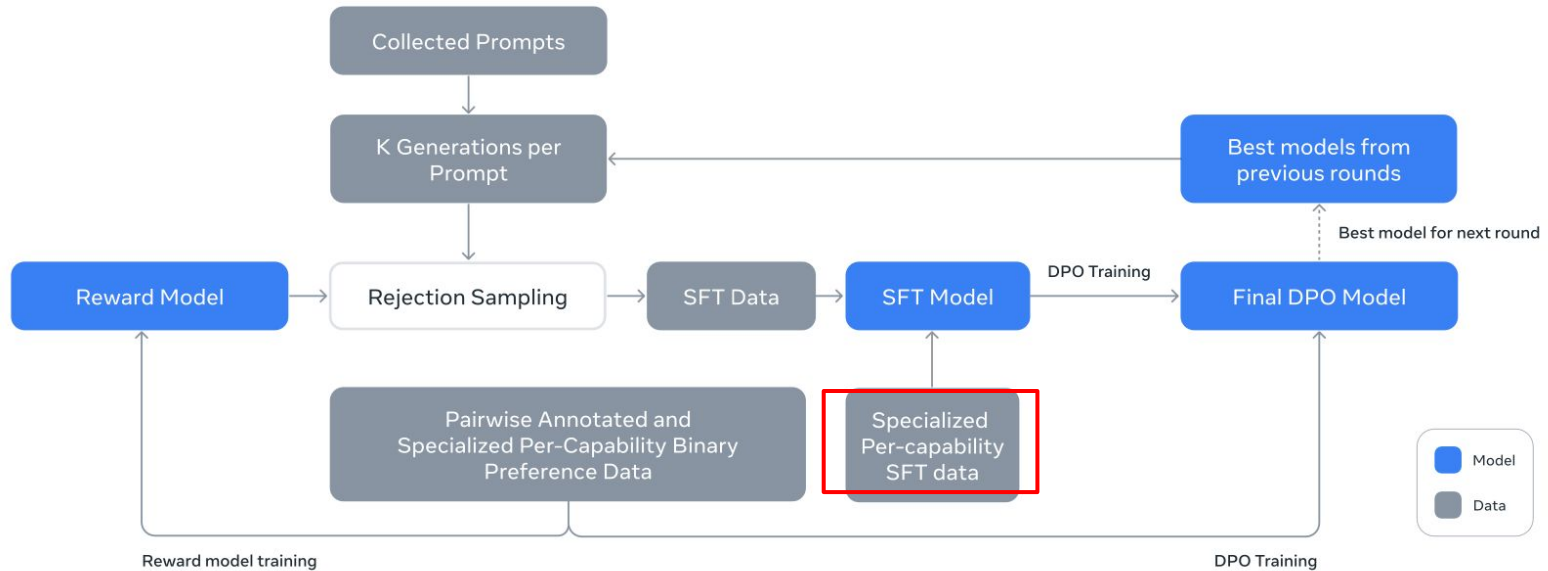 Collected Prompts
K Generations per
Prompt
Best models from
previous rounds
Best model for next round
Reward Model
Rejection Sampling
SFT Data
SFT Model
DPO Training
Final DPO Model
Pairwise Annotated and
Specialized Per-Capability Binary
Preference Data
Specialized
Per-capability
SFT data
Model
Data
Reward model training
DPO Training